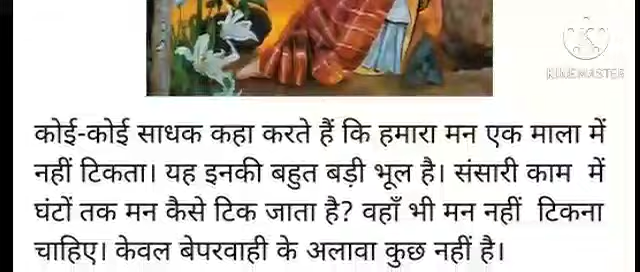 KINEMASTER
कोई-कोई साधक कहा करते हैं कि हमारा मन एक माला में
नहीं टिकता। यह इनकी बहुत बड़ी भूल है। संसारी काम में
घंटों तक मन कैसे टिक जाता है? वहाँ भी मन नहीं टिकना
चाहिए। केवल बेपरवाही के अलावा कुछ नहीं है।